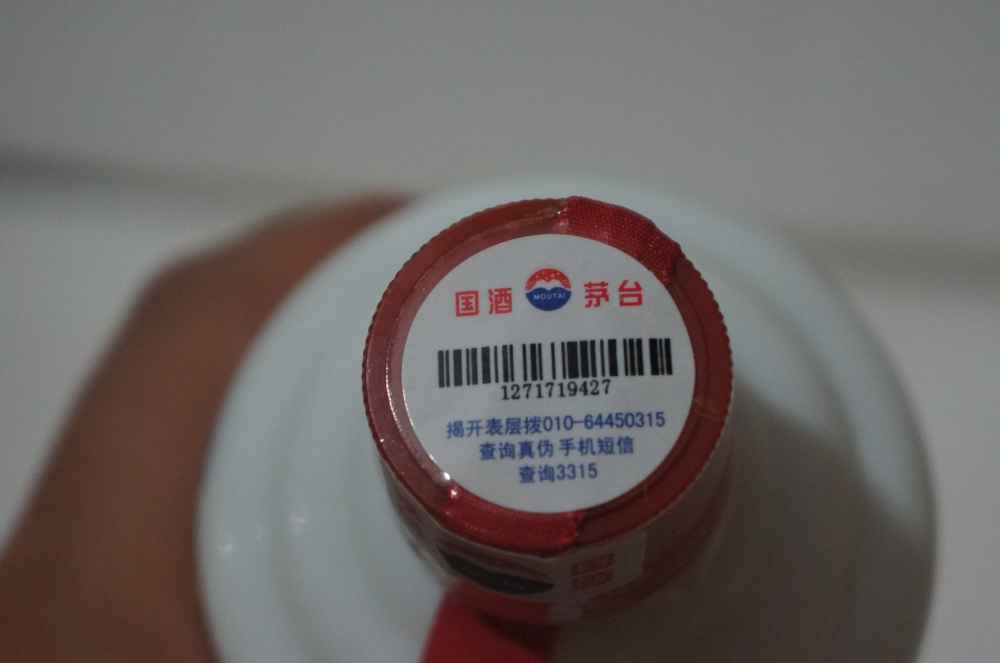 国酒 MOUTAI 茅台
1271719427
揭开表层拨010-64450315
查询真伪 手机短信
查询3315